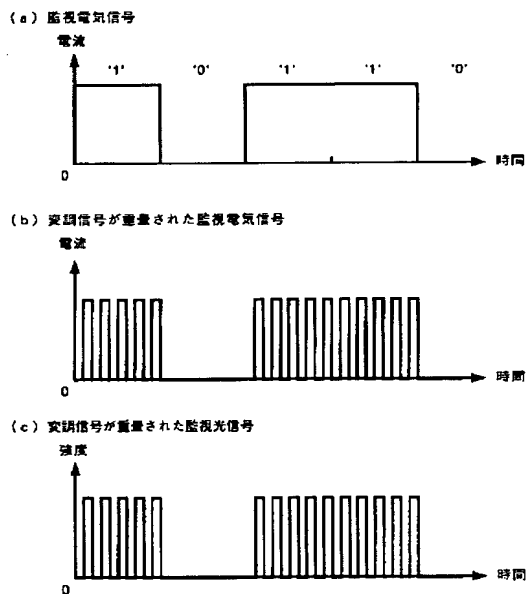 (a) 監視電気信号
電流
'1' '0' '1' '1' '0'
時間
0
(b) 変調信号が重畳された監視電気信号
電流
時間
0
(c) 変調信号が重畳された監視光信号
強度
時間
0